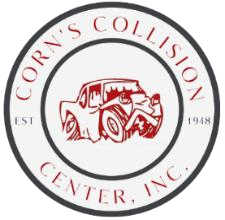 CORN'S COLLISION
EST 1948
CENTER, INC.